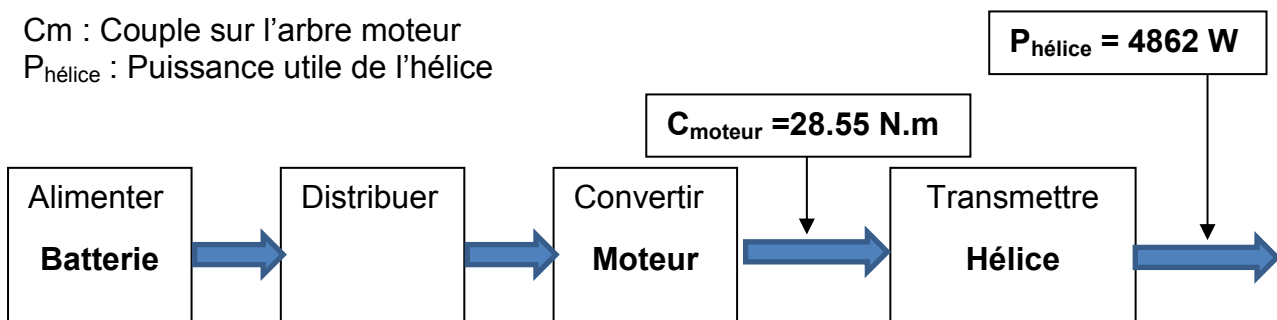 Cm : Couple sur l’arbre moteur
Phélice : Puissance utile de l’hélice
Phélice = 4862 W
Cmoteur =28.55 N.m
Alimenter
Batterie
Distribuer
Convertir
Moteur
Transmettre
Hélice